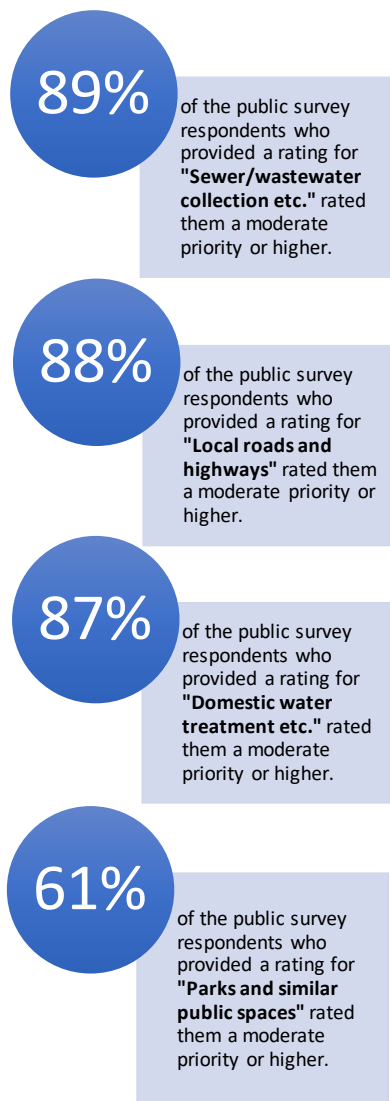 89%
of the public survey
respondents who
provided a rating for
"Sewer/wastewater
collection etc." rated
them a moderate
priority or higher.
88%
of the public survey
respondents who
provided a rating for
"Local roads and
highways" rated them
a moderate priority or
higher.
87%
of the public survey
respondents who
provided a rating for
"Domestic water
treatment etc." rated
them a moderate
priority or higher.
61%
of the public survey
respondents who
provided a rating for
"Parks and similar
public spaces" rated
them a moderate
priority or higher.